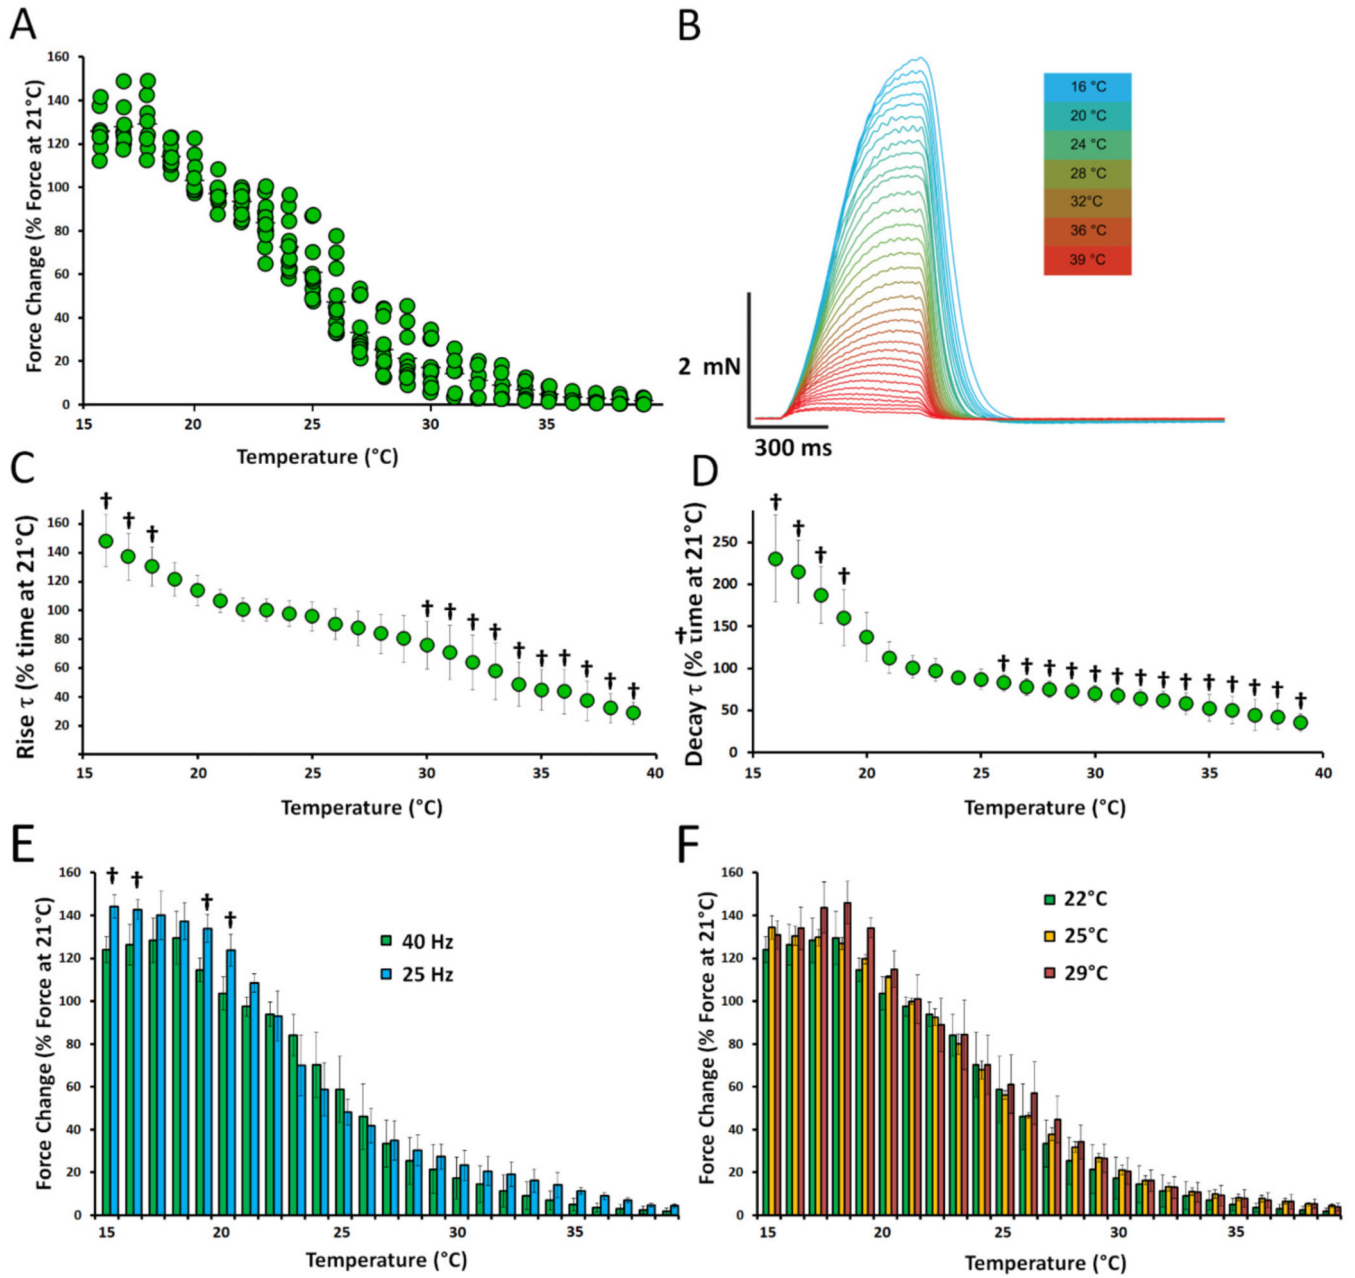 A
Force Change (% Force at 21°C)
160
140
120
100
80
60
40
20
0
15
20
25
30
35
Temperature (°C)
B
16 °C
20 °C
24 °C
28 °C
32°C
36 °C
39 °C
2 mN
300 ms
C
Rise τ (% time at 21°C)
160
140
120
100
80
60
40
20
† † †
† † † † † † † † † †
15
20
25
30
35
40
Temperature (°C)
D
Decay τ (% time at 21°C)
†
250
200
150
100
50
0
† † † †
† † † † † † † † † † † † † †
15
20
25
30
35
40
Temperature (°C)
E
Force Change (% Force at 21°C)
160
140
120
100
80
60
40
20
0
† † † †
40 Hz
25 Hz
15
20
25
30
35
Temperature (°C)
F
Force Change (% Force at 21°C)
160
140
120
100
80
60
40
20
0
22°C
25°C
29°C
15
20
25
30
35
Temperature (°C)